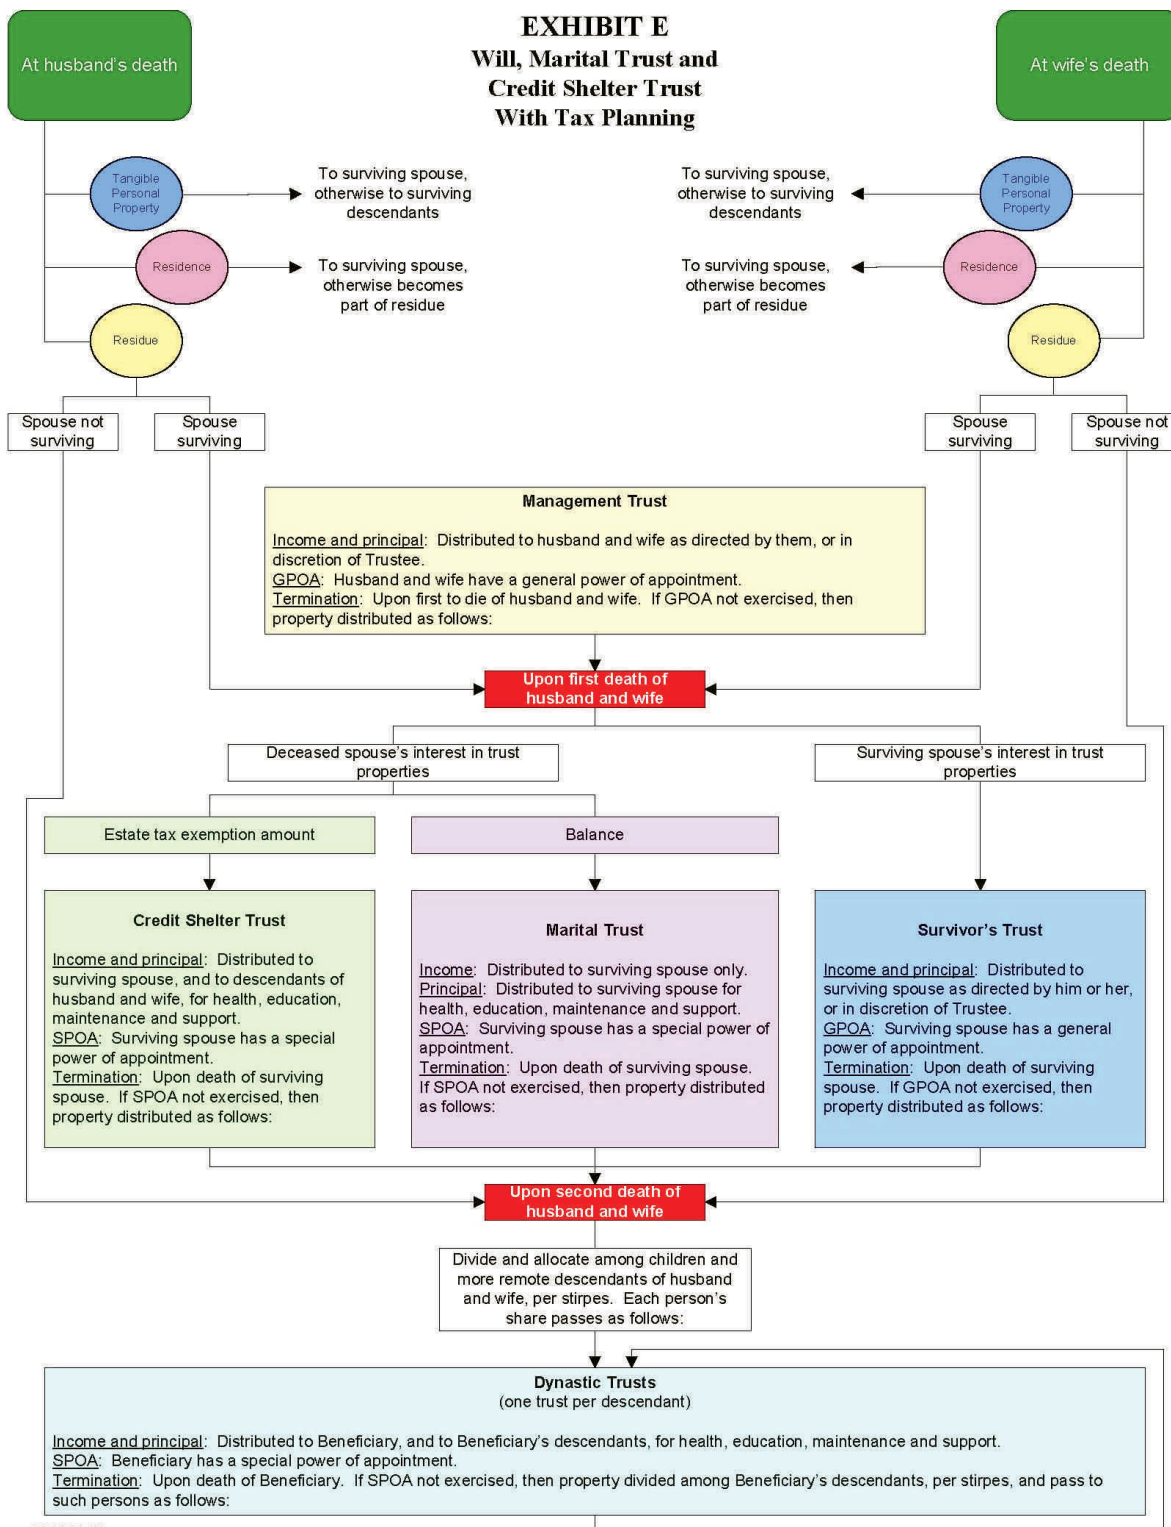 EXHIBIT E
Will, Marital Trust and
Credit Shelter Trust
With Tax Planning
At husband's death
At wife's death
Tangible
Personal
Property
To surviving spouse,
otherwise to surviving
descendants
To surviving spouse,
otherwise to surviving
descendants
Tangible
Personal
Property
Residence
To surviving spouse,
otherwise becomes
part of residue
To surviving spouse,
otherwise becomes
part of residue
Residence
Residue
Residue
Spouse not
surviving
Spouse
surviving
Spouse
surviving
Spouse not
surviving
Management Trust
Income and principal: Distributed to husband and wife as directed by them, or in
discretion of Trustee.
GPOA: Husband and wife have a general power of appointment.
Termination: Upon first to die of husband and wife. If GPOA not exercised, then
property distributed as follows:
Upon first death of
husband and wife
Deceased spouse's interest in trust
properties
Surviving spouse's interest in trust
properties
Estate tax exemption amount
Balance
Credit Shelter Trust
Income and principal: Distributed to
surviving spouse, and to descendants of
husband and wife, for health, education,
maintenance and support.
SPOA: Surviving spouse has a special
power of appointment.
Termination: Upon death of surviving
spouse. If SPOA not exercised, then
property distributed as follows:
Marital Trust
Income: Distributed to surviving spouse only.
Principal: Distributed to surviving spouse for
health, education, maintenance and support.
SPOA: Surviving spouse has a special power of
appointment.
Termination: Upon death of surviving spouse.
If SPOA not exercised, then property distributed
as follows:
Survivor's Trust
Income and principal: Distributed to
surviving spouse as directed by him or her,
or in discretion of Trustee.
GPOA: Surviving spouse has a general
power of appointment.
Termination: Upon death of surviving
spouse. If GPOA not exercised, then
property distributed as follows:
Upon second death of
husband and wife
Divide and allocate among children and
more remote descendants of husband
and wife, per stirpes. Each person's
share passes as follows:
Dynastic Trusts
(one trust per descendant)
Income and principal: Distributed to Beneficiary, and to Beneficiary's descendants, for health, education, maintenance and support.
SPOA: Beneficiary has a special power of appointment.
Termination: Upon death of Beneficiary. If SPOA not exercised, then property divided among Beneficiary's descendants, per stirpes, and pass to
such persons as follows: